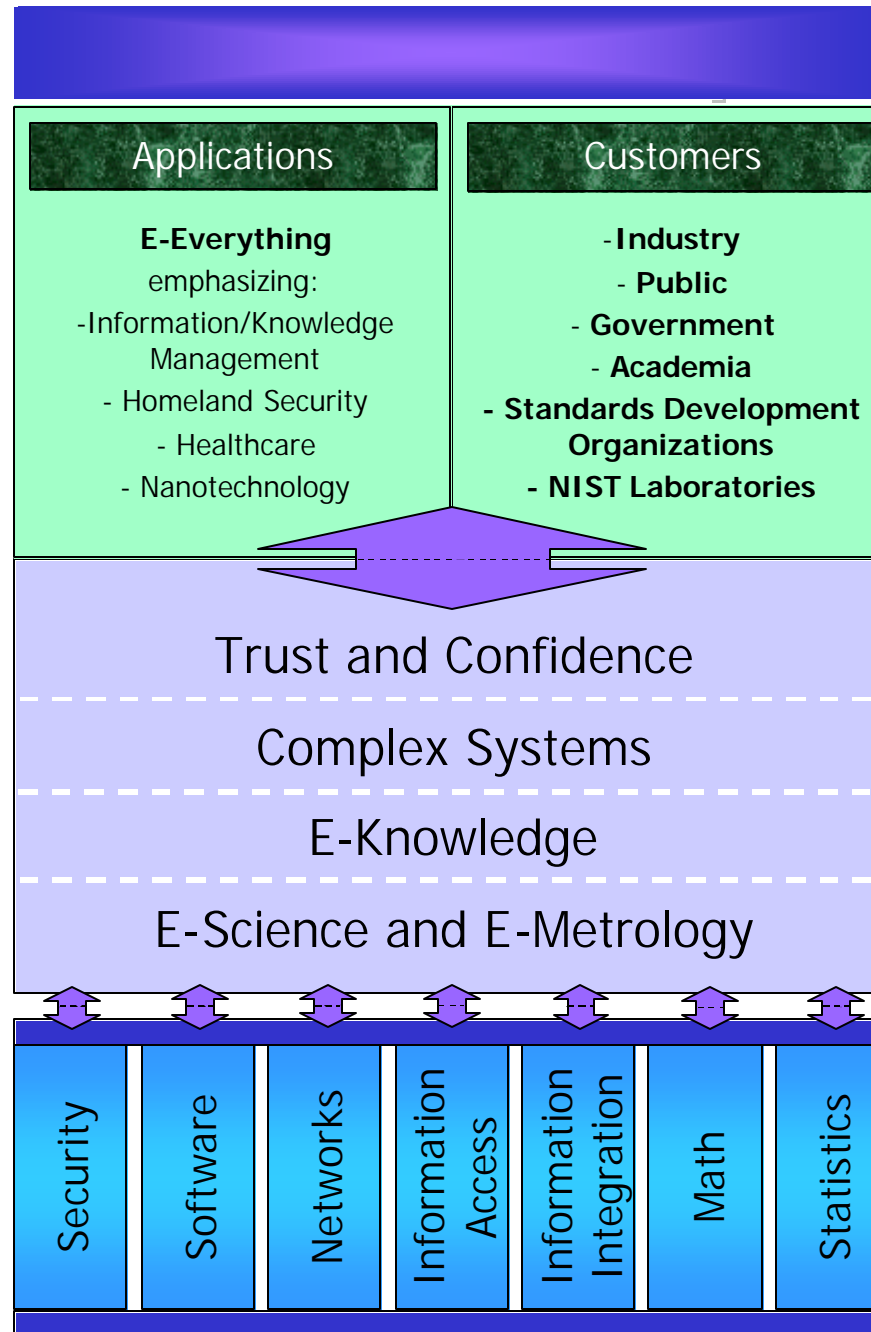 Applications
E-Everything
emphasizing:
-Information/Knowledge
Management
- Homeland Security
- Healthcare
- Nanotechnology
Customers
-Industry
- Public
- Government
- Academia
- Standards Development
Organizations
- NIST Laboratories
Trust and Confidence
Complex Systems
E-Knowledge
E-Science and E-Metrology
Security
Software
Networks
Information
Access
Information
Integration
Math
Statistics